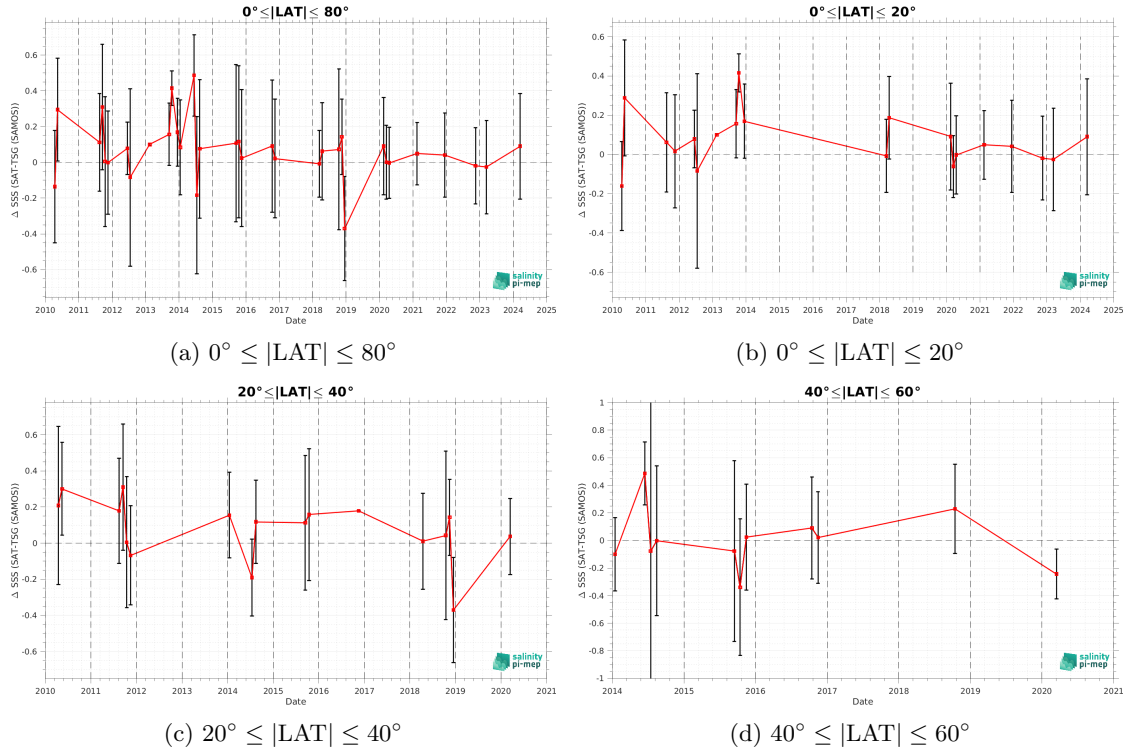 0°≤|LAT|≤ 80°
Δ SSS (SAT-TSG (SAMOS))
0.6
0.4
0.2
0
-0.2
-0.4
-0.6
2010 2011 2012 2013 2014 2015 2016 2017 2018 2019 2020 2021 2022 2023 2024 2025
Date
salinity
pi-mep
(a) 0° ≤ |LAT| ≤ 80°
0°≤|LAT|≤ 20°
Δ SSS (SAT-TSG (SAMOS))
0.6
0.4
0.2
0
-0.2
-0.4
-0.6
2010 2011 2012 2013 2014 2015 2016 2017 2018 2019 2020 2021 2022 2023 2024 2025
Date
salinity
pi-mep
(b) 0° ≤ |LAT| ≤ 20°
20°≤|LAT|≤ 40°
Δ SSS (SAT-TSG (SAMOS))
0.6
0.4
0.2
0
-0.2
-0.4
-0.6
2010 2011 2012 2013 2014 2015 2016 2017 2018 2019 2020 2021
Date
salinity
pi-mep
(c) 20° ≤ |LAT| ≤ 40°
40°≤|LAT|≤ 60°
Δ SSS (SAT-TSG (SAMOS))
1
0.8
0.6
0.4
0.2
0
-0.2
-0.4
-0.6
-0.8
-1
2014 2015 2016 2017 2018 2019 2020 2021
Date
salinity
pi-mep
(d) 40° ≤ |LAT| ≤ 60°